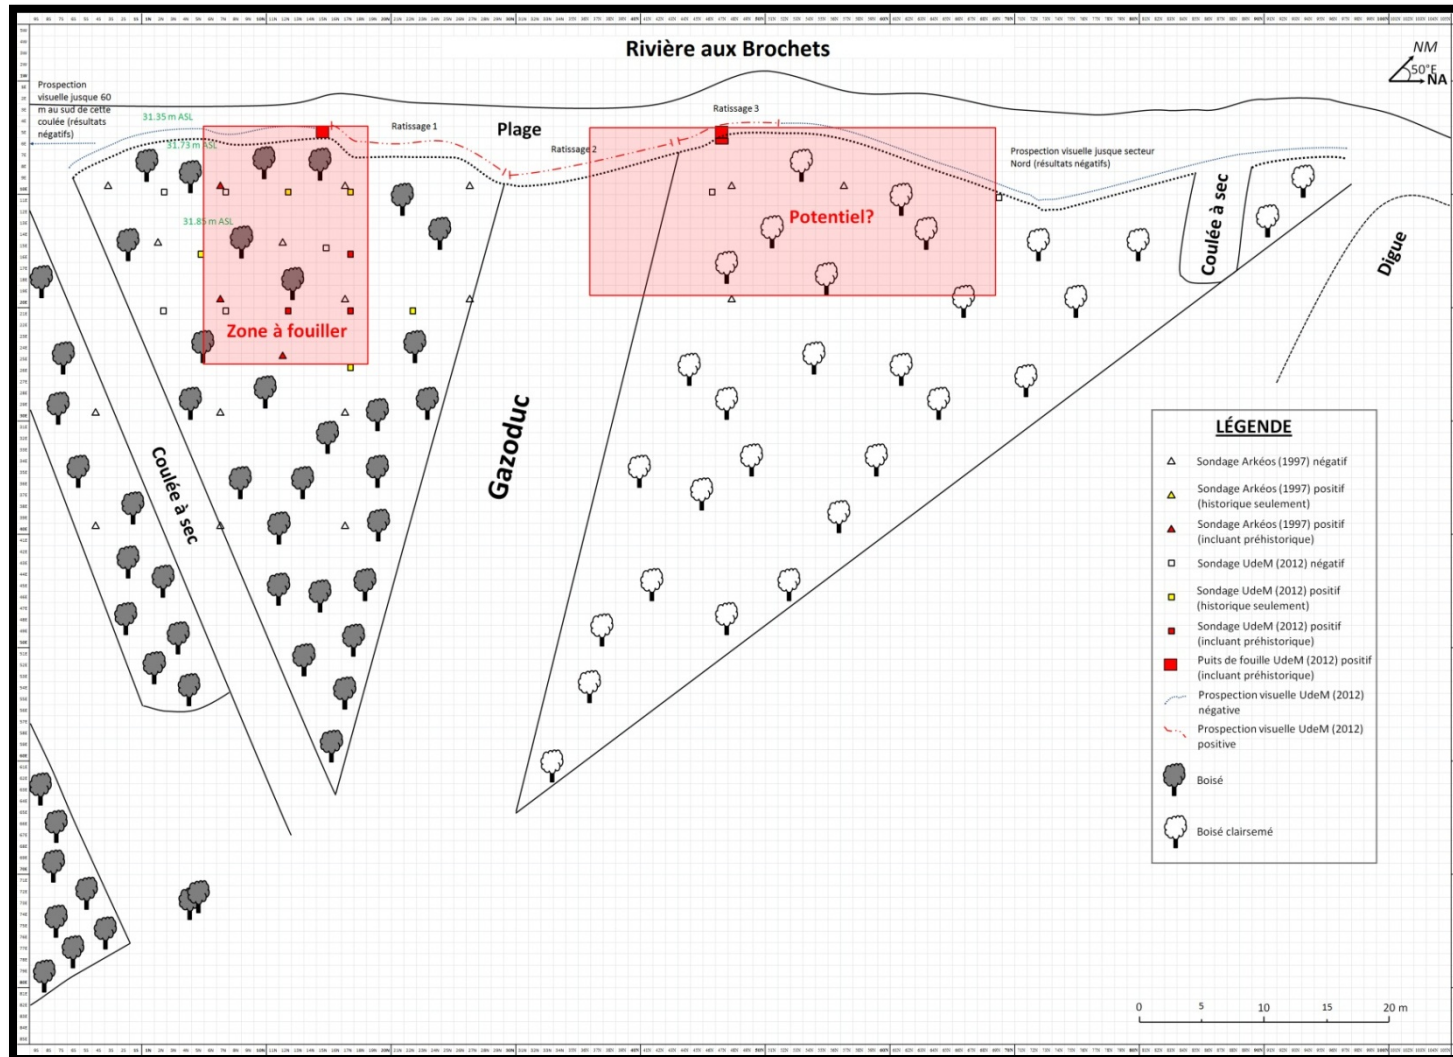 Rivière aux Brochets
NM
50°E
NA
Prospection
visuelle jusque 60
m au sud de cette
coulée (résultats
négatifs)
31.35 m ASL
31.73 m ASL
31.85 m ASL
Ratissage 1
Plage
Ratissage 2
Ratissage 3
Prospection visuelle jusque secteur
Nord (résultats négatifs)
Potentiel?
Zone à fouiller
Coulée à sec
Digue
Gazoduc
Coulée à sec
LÉGENDE
Sondage Arkéos (1997) négatif
Sondage Arkéos (1997) positif
(historique seulement)
Sondage Arkéos (1997) positif
(incluant préhistorique)
Sondage UdeM (2012) négatif
Sondage UdeM (2012) positif
(historique seulement)
Sondage UdeM (2012) positif
(incluant préhistorique)
Puits de fouille UdeM (2012) positif
(incluant préhistorique)
Prospection visuelle UdeM (2012)
négative
Prospection visuelle UdeM (2012)
positive
Boisé
Boisé clairsemé
0 5 10 15 20 m